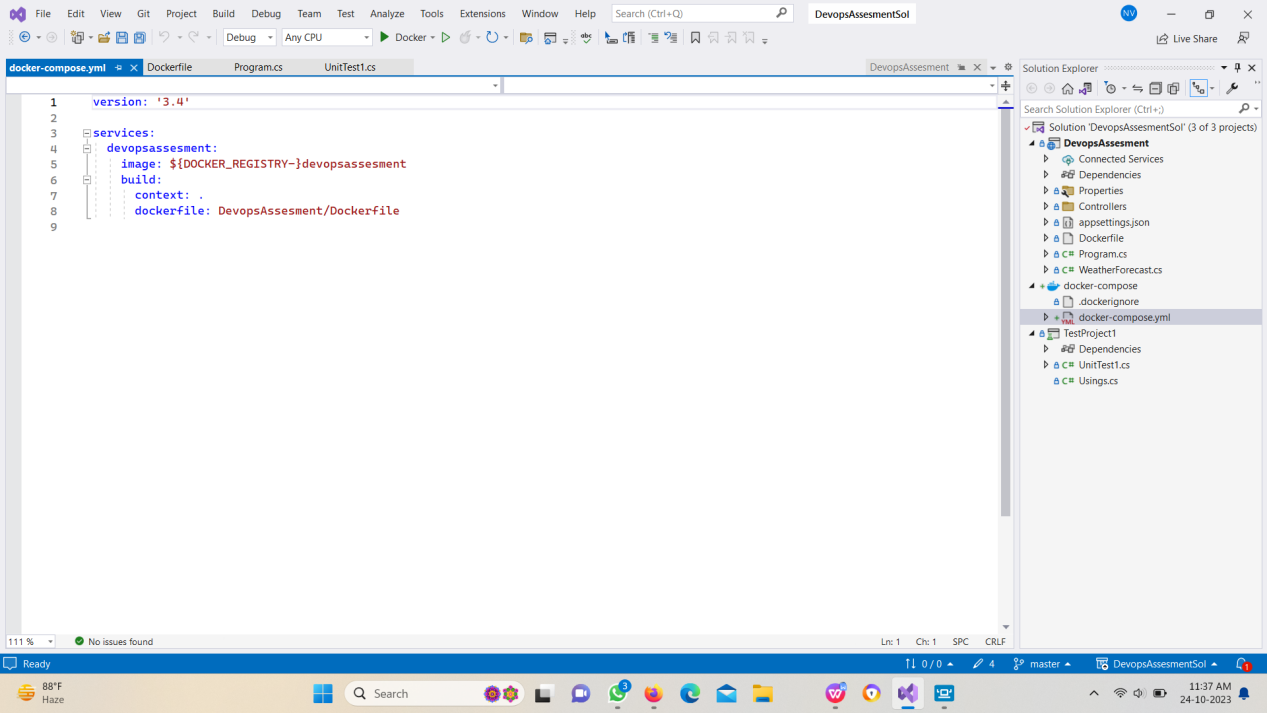 File Edit View Git Project Build Debug Team Test Analyze Tools Extensions Window Help Search (Ctrl+Q) DevopsAssesmentSol NV
Debug Any CPU Docker Live Share
docker-compose.yml Dockerfile Program.cs UnitTest1.cs DevopsAssesment
1 version: '3.4'
2
3 services:
4 devopsassesment:
5 image: ${DOCKER_REGISTRY-}devopsassesment
6 build:
7 context: .
8 dockerfile: DevopsAssesment/Dockerfile
9
Solution Explorer
Search Solution Explorer (Ctrl+;)
Solution 'DevopsAssesmentSol' (3 of 3 projects)
DevopsAssesment
Connected Services
Dependencies
Properties
Controllers
appsettings.json
Dockerfile
C# Program.cs
C# WeatherForecast.cs
docker-compose
.dockerignore
YML docker-compose.yml
TestProject1
Dependencies
C# UnitTest1.cs
C# Usings.cs
111 % No issues found Ln: 1 Ch: 1 SPC CRLF
Ready 0 / 0 4 master DevopsAssesmentSol 1
88°F
Haze
Search
3
11:37 AM
24-10-2023